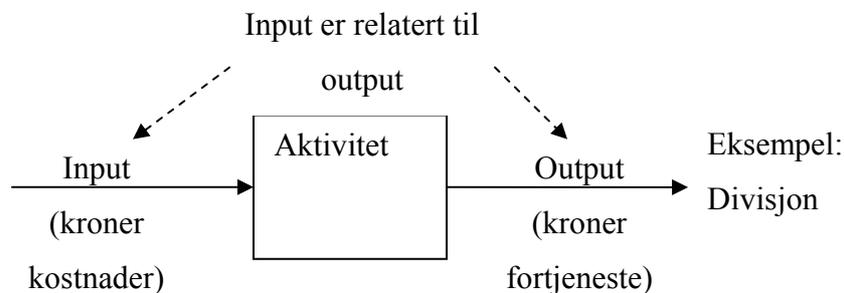 Input er relatert til
output
Aktivitet
Input
(kroner
kostnader)
Output
(kroner
fortjeneste)
Eksempel:
Divisjon